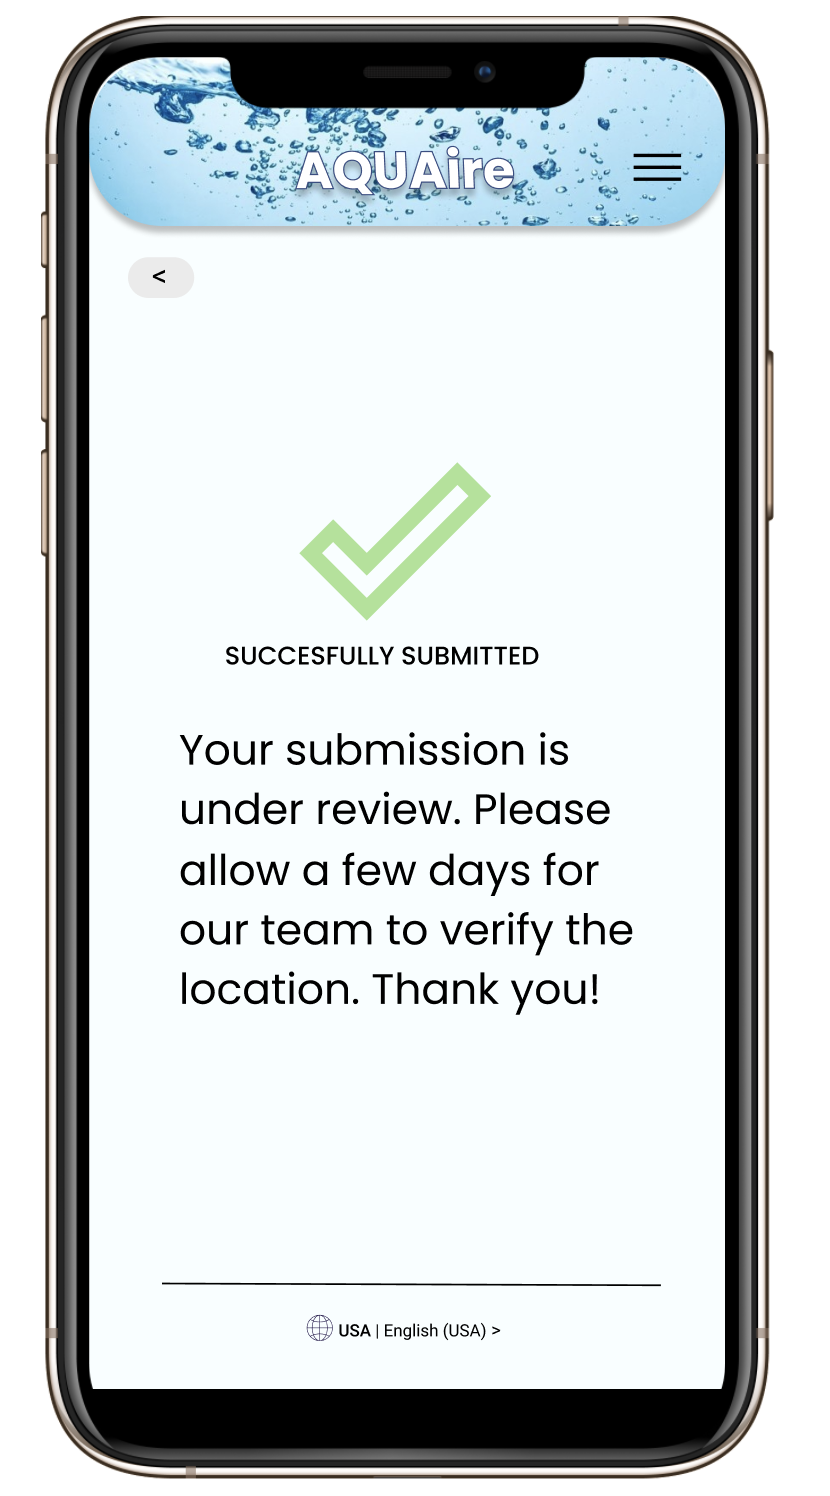 AQUAire
<
SUCCESFULLY SUBMITTED
Your submission is
under review. Please
allow a few days for
our team to verify the
location. Thank you!
USA | English (USA) >